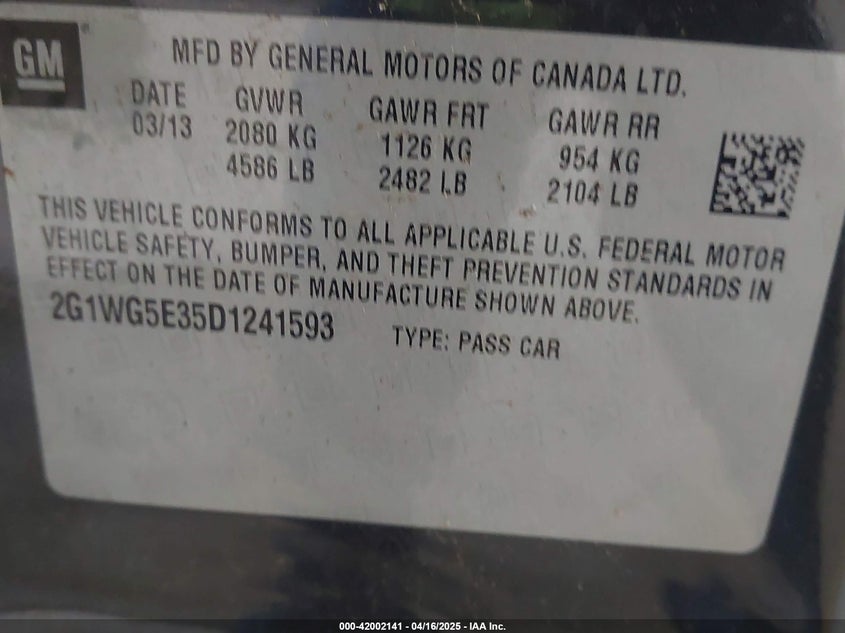 GM
MFD BY GENERAL MOTORS OF CANADA LTD.
DATE GVWR GAWR FRT GAWR RR
03/13 2080 KG 1126 KG 954 KG
4586 LB 2482 LB 2104 LB
THIS VEHICLE CONFORMS TO ALL APPLICABLE U.S. FEDERAL MOTOR
VEHICLE SAFETY, BUMPER, AND THEFT PREVENTION STANDARDS IN
EFFECT ON THE DATE OF MANUFACTURE SHOWN ABOVE.
2G1WG5E35D1241593 TYPE: PASS CAR
000-42002141 - 04/16/2025 - IAA Inc.